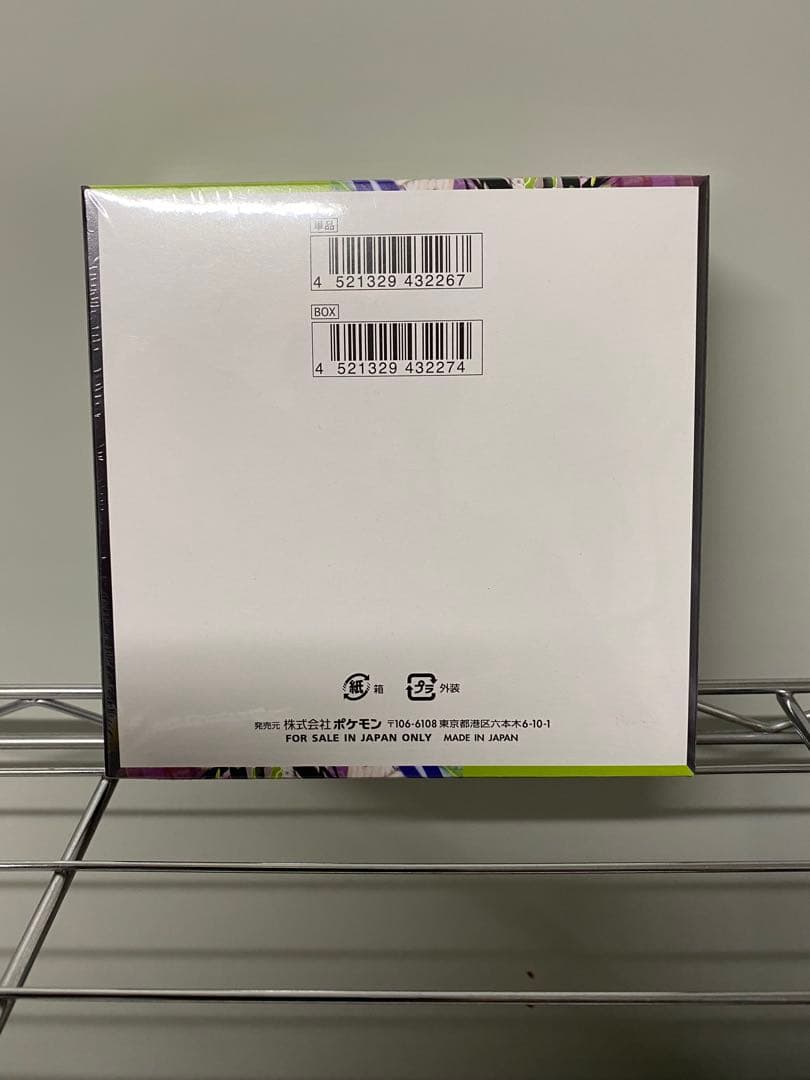 単品
4 521329 432267
BOX
4 521329 432274
紙 箱 プラ 外装
発売元 株式会社ポケモン 〒106-6108 東京都港区六本木6-10-1
FOR SALE IN JAPAN ONLY MADE IN JAPAN